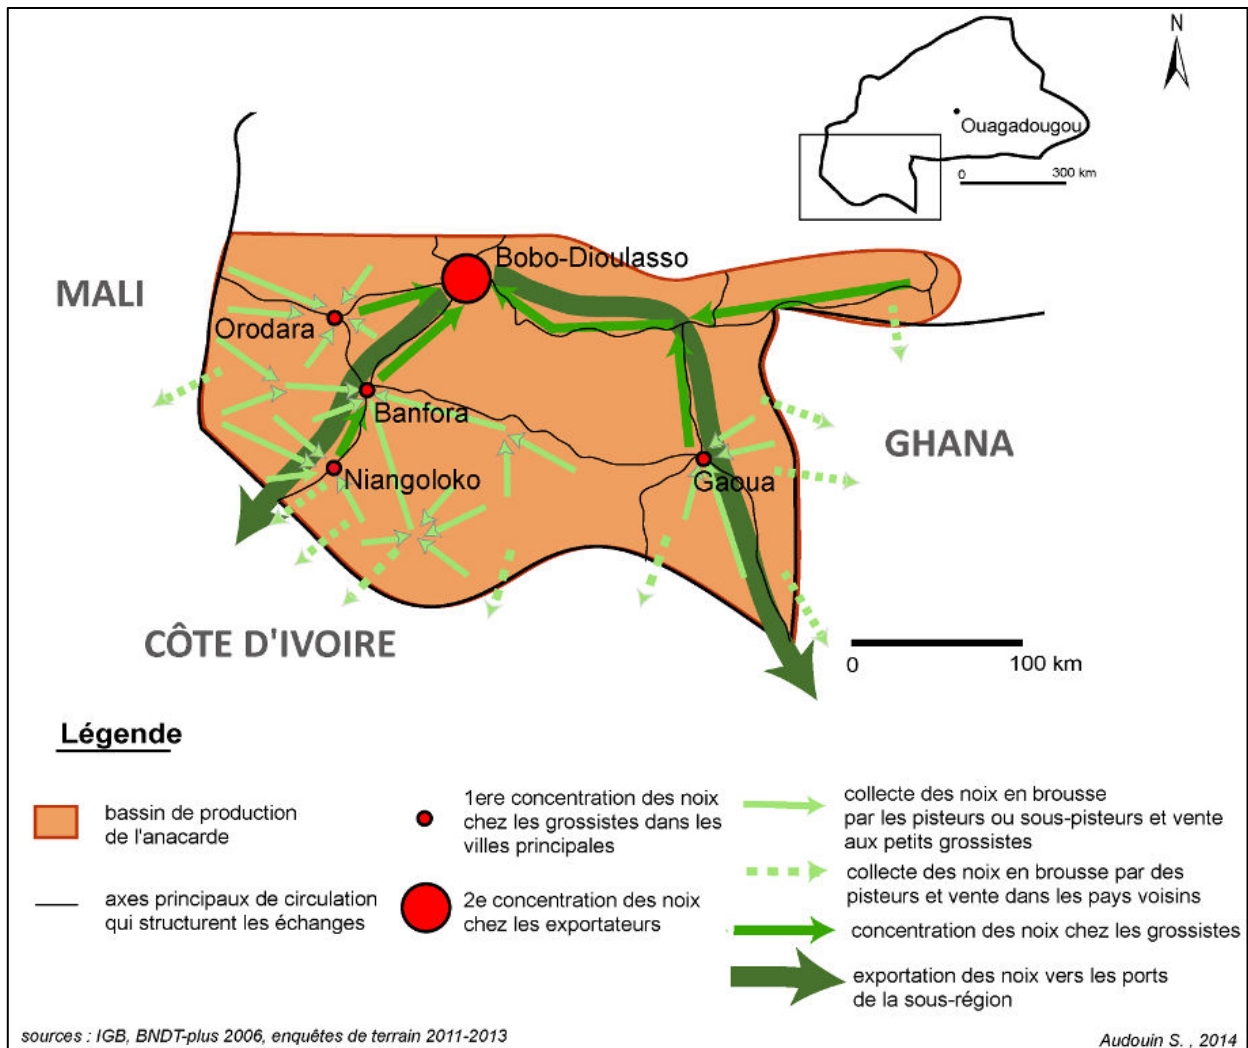 N
Ouagadougou
0 300 km
Bobo-Dioulasso
MALI
Orodara
Banfora
GHANA
Niangoloko
Gaoua
CÔTE D'IVOIRE
0 100 km
Légende
bassin de production
de l'anacarde
axes principaux de circulation
qui structurent les échanges
1ere concentration des noix
chez les grossistes dans les
villes principales
2e concentration des noix
chez les exportateurs
collecte des noix en brousse
par les pisteurs ou sous-pisteurs et vente
aux petits grossistes
collecte des noix en brousse par des
pisteurs et vente dans les pays voisins
concentration des noix chez les grossistes
exportation des noix vers les ports
de la sous-région
sources : IGB, BNDT-plus 2006, enquêtes de terrain 2011-2013
Audouin S. , 2014